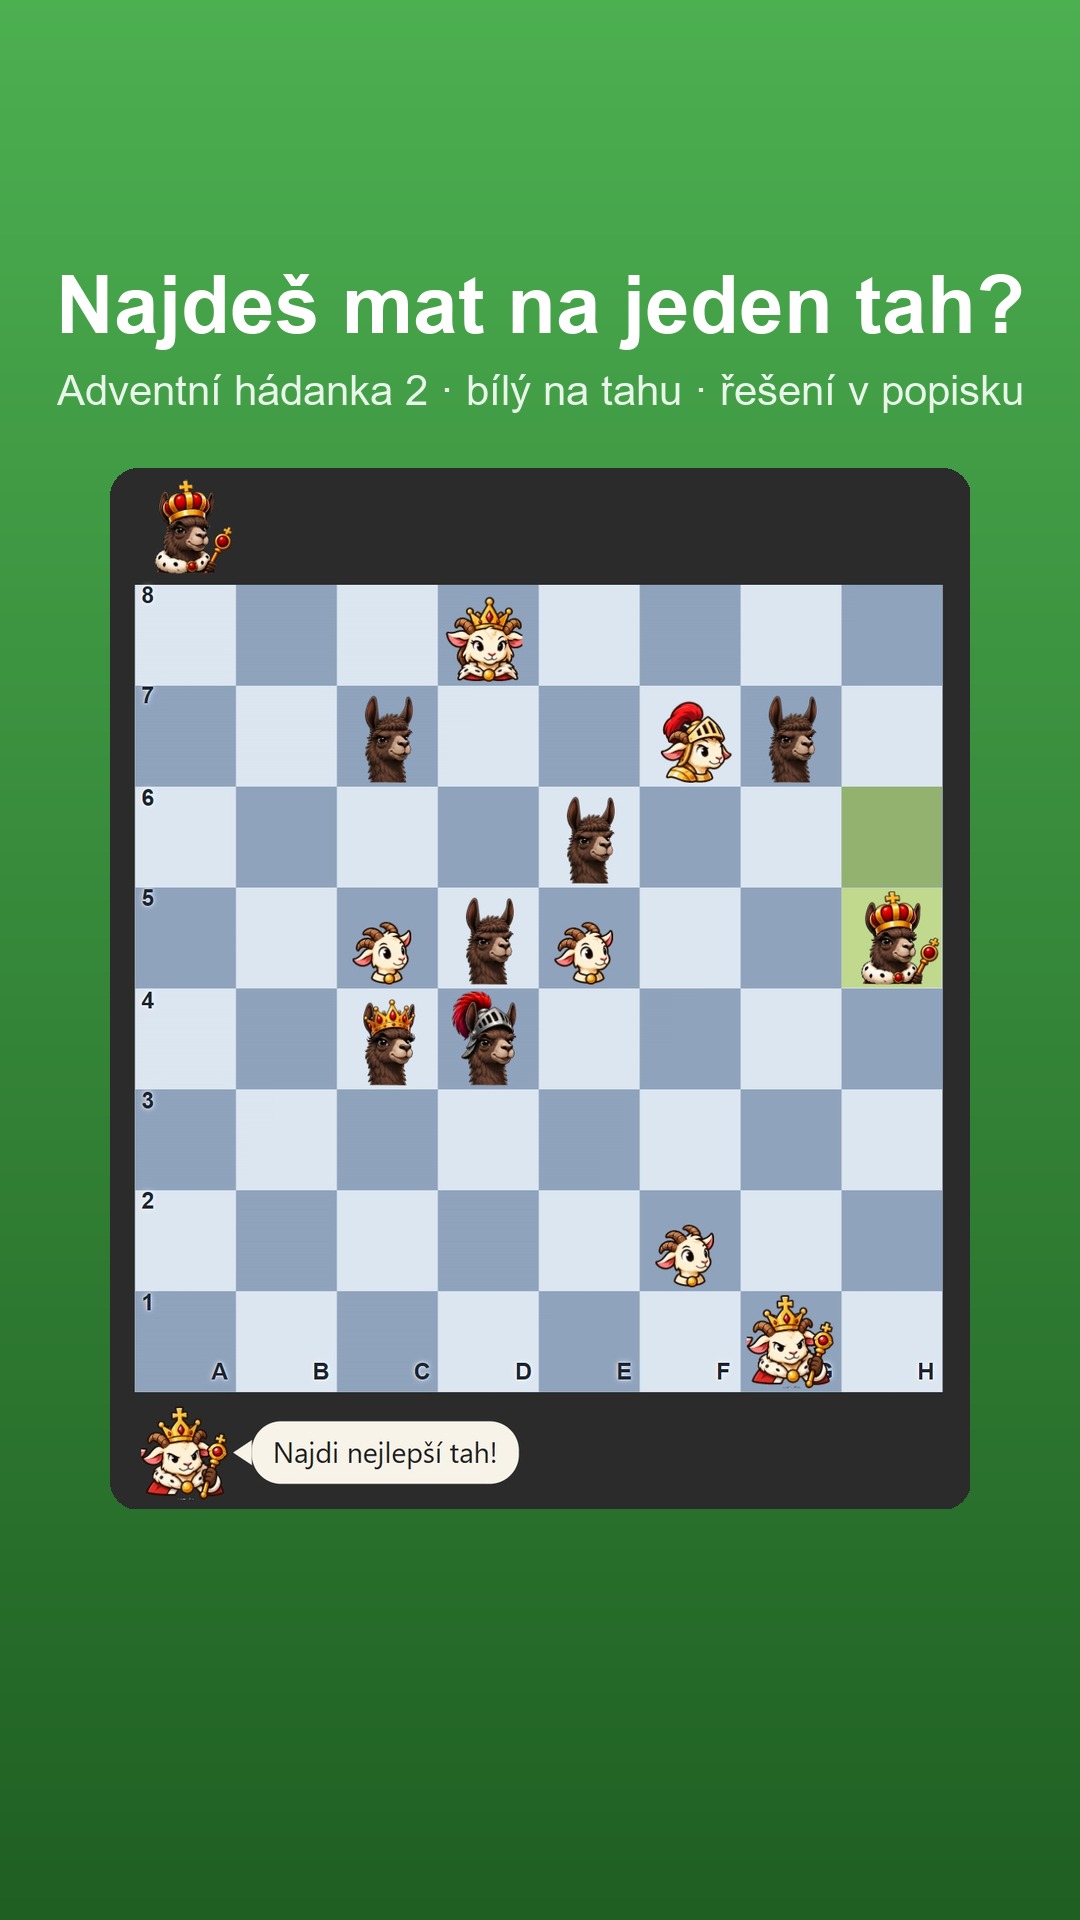 Najdeš mat na jeden tah?
Adventní hádanka 2 · bílý na tahu · řešení v popisku
8
7
6
5
4
3
2
1
A B C D E F G H
Najdi nejlepší tah!